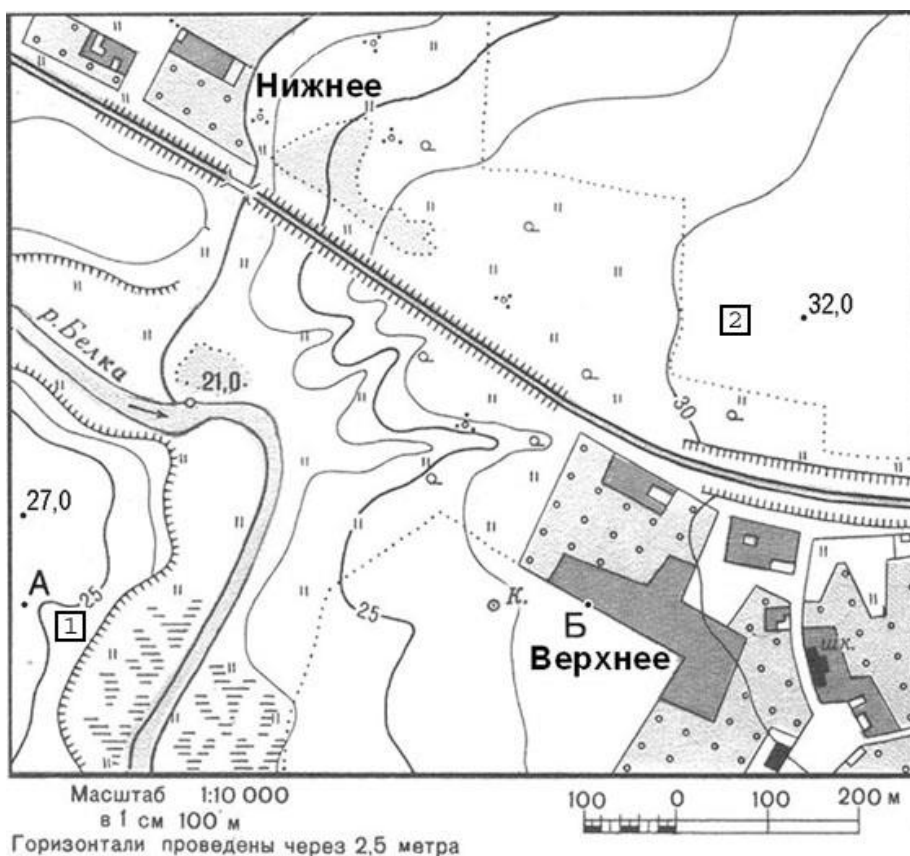 Нижнее
р. Белка
2
32,0
21,0
30
27,0
А
25
1
25
К.
Б
Верхнее
шк.
Масштаб 1:10 000
в 1 см 100 м
Горизонтали проведены через 2,5 метра
100 0 100 200 м